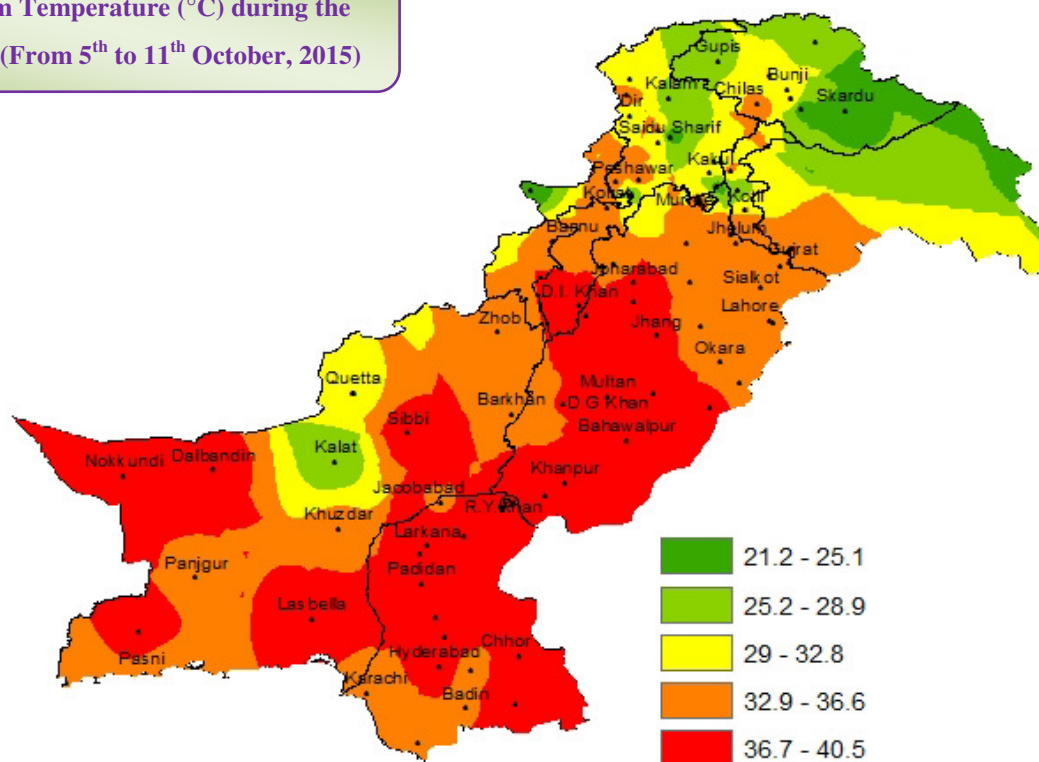 m Temperature (°C) during the
(From 5th to 11th October, 2015)
Gupis
Bunji
Kalam
Chilas
Skardu
Dir
Saidu Sharif
Kakul
Peshawar
Kotli
Bannu
Jhelum
Gujrat
Joharabad
Sialkot
D.I. Khan
Lahore
Zhob
Jhang
Okara
Quetta
Multan
Barkhan
D.G Khan
Sibbi
Bahawalpur
Kalat
Nokkundi
Dalbandin
Khanpur
Jacobabad
R.Y.Khan
Khuzdar
Larkana
Panjgur
Padidan
Lasbella
Chhor
Hyderabad
Pasni
Karachi
Badin
21.2 - 25.1
25.2 - 28.9
29 - 32.8
32.9 - 36.6
36.7 - 40.5